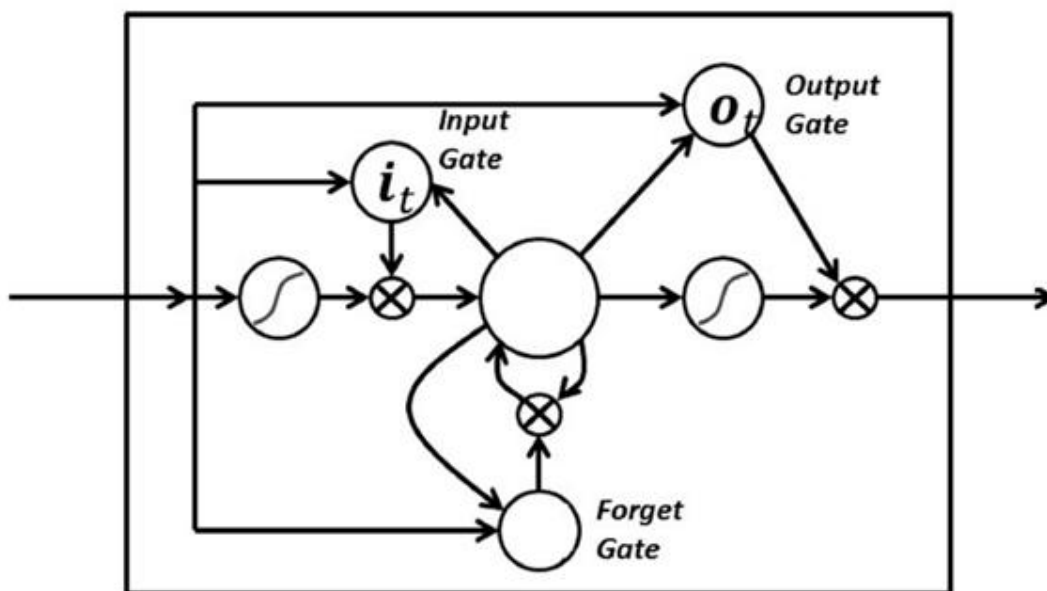 Output
o_t
Gate
Input
Gate
i_t
Forget
Gate